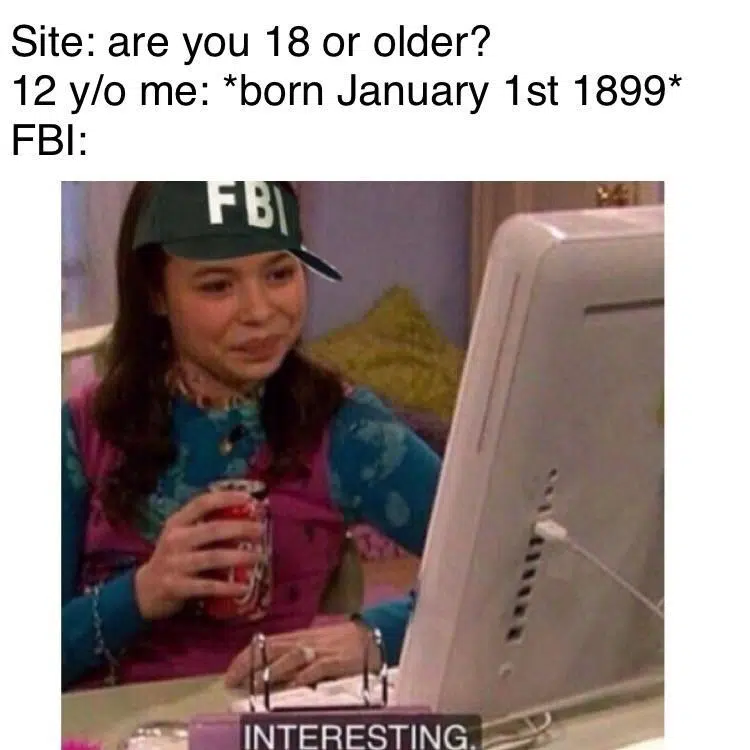 Site: are you 18 or older?
12 y/o me: *born January 1st 1899*
FBI:
FBI
INTERESTING.